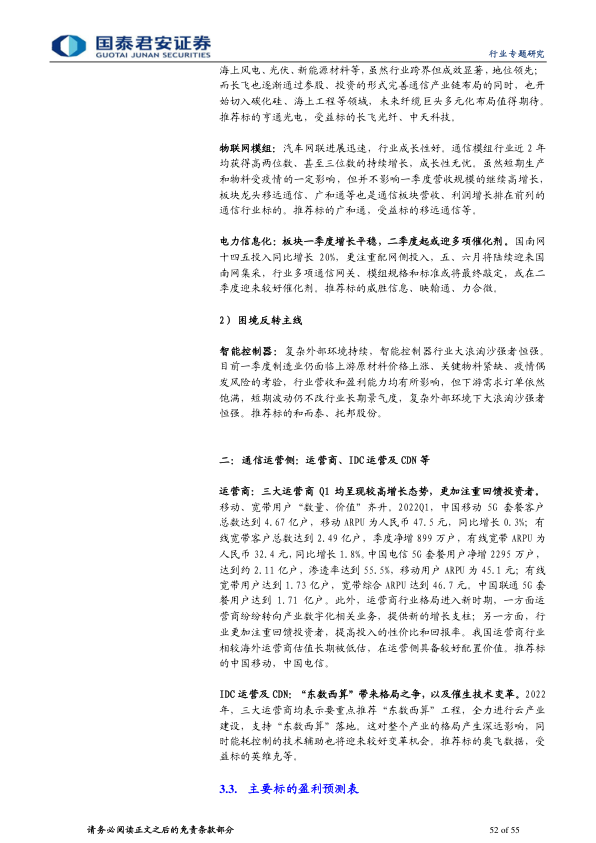 国泰君安证券
GUOTAI JUNAN SECURITIES
行业专题研究
海上风电、光伏、新能源材料等，虽然行业跨界但成效显著，地位领先；
而长飞也逐渐通过参股、投资的形式完善通信产业链布局的同时，也开
始切入碳化硅、海上工程等领域，未来纤缆巨头多元化布局值得期待。
推荐标的亨通光电，受益标的长飞光纤、中天科技。
物联网模组：汽车网联进展迅速，行业成长性好。通信模组行业近 2 年
均获得高两位数、甚至三位数的持续增长，成长性无忧。虽然短期生产
和物料受疫情的一定影响，但并不影响一季度营收规模的继续高增长，
板块龙头移远通信、广和通等也是通信板块营收、利润增长排在前列的
通信行业标的。推荐标的广和通，受益标的移远通信等。
电力信息化：板块一季度增长平稳，二季度起或迎多项催化剂。国南网
十四五投入同比增长 20%，更注重配网侧投入，五、六月将陆续迎来国
南网集采，行业多项通信网关、模组规格和标准或将最终敲定，或在二
季度迎来较好催化剂。推荐标的威胜信息、映翰通、力合微。
2）困境反转主线
智能控制器：复杂外部环境持续，智能控制器行业大浪淘沙强者恒强。
目前一季度制造业仍面临上游原材料价格上涨、关键物料紧缺、疫情偶
发风险的考验，行业营收和盈利能力均有所影响，但下游需求订单依然
饱满，短期波动仍不改行业长期景气度，复杂外部环境下大浪淘沙强者
恒强。推荐标的和而泰、托邦股份。
二：通信运营侧：运营商、IDC 运营及 CDN 等
运营商：三大运营商 Q1 均呈现较高增长态势，更加注重回馈投资者。
移动、宽带用户“数量、价值”齐升。2022Q1，中国移动 5G 套餐客户
总数达到 4.67 亿户，移动 ARPU 为人民币 47.5 元，同比增长 0.3%；有
线宽带客户总数达到 2.49 亿户，季度净增 899 万户，有线宽带 ARPU 为
人民币 32.4 元，同比增长 1.8%。中国电信 5G 套餐用户净增 2295 万户，
达到约 2.11 亿户，渗透率达到 55.5%，移动用户 ARPU 为 45.1 元；有线
宽带用户达到 1.73 亿户，宽带综合 ARPU 达到 46.7 元。中国联通 5G 套
餐用户达到 1.71 亿户。此外，运营商行业格局进入新时期，一方面运
营商纷纷转向产业数字化相关业务，提供新的增长支柱；另一方面，行
业更加注重回馈投资者，提高投入的性价比和回报率。我国运营商行业
相较海外运营商估值长期被低估，在运营侧具备较好配置价值。推荐标
的中国移动，中国电信。
IDC 运营及 CDN：“东数西算”带来格局之争，以及催生技术变革。2022
年，三大运营商均表示要重点推荐“东数西算”工程，全力进行云产业
建设，支持“东数西算”落地。这对整个产业的格局产生深远影响，同
时能耗控制的技术辅助也将迎来较好变革机会。推荐标的奥飞数据，受
益标的英维克等。
3.3. 主要标的盈利预测表
请务必阅读正文之后的免责条款部分
52 of 55